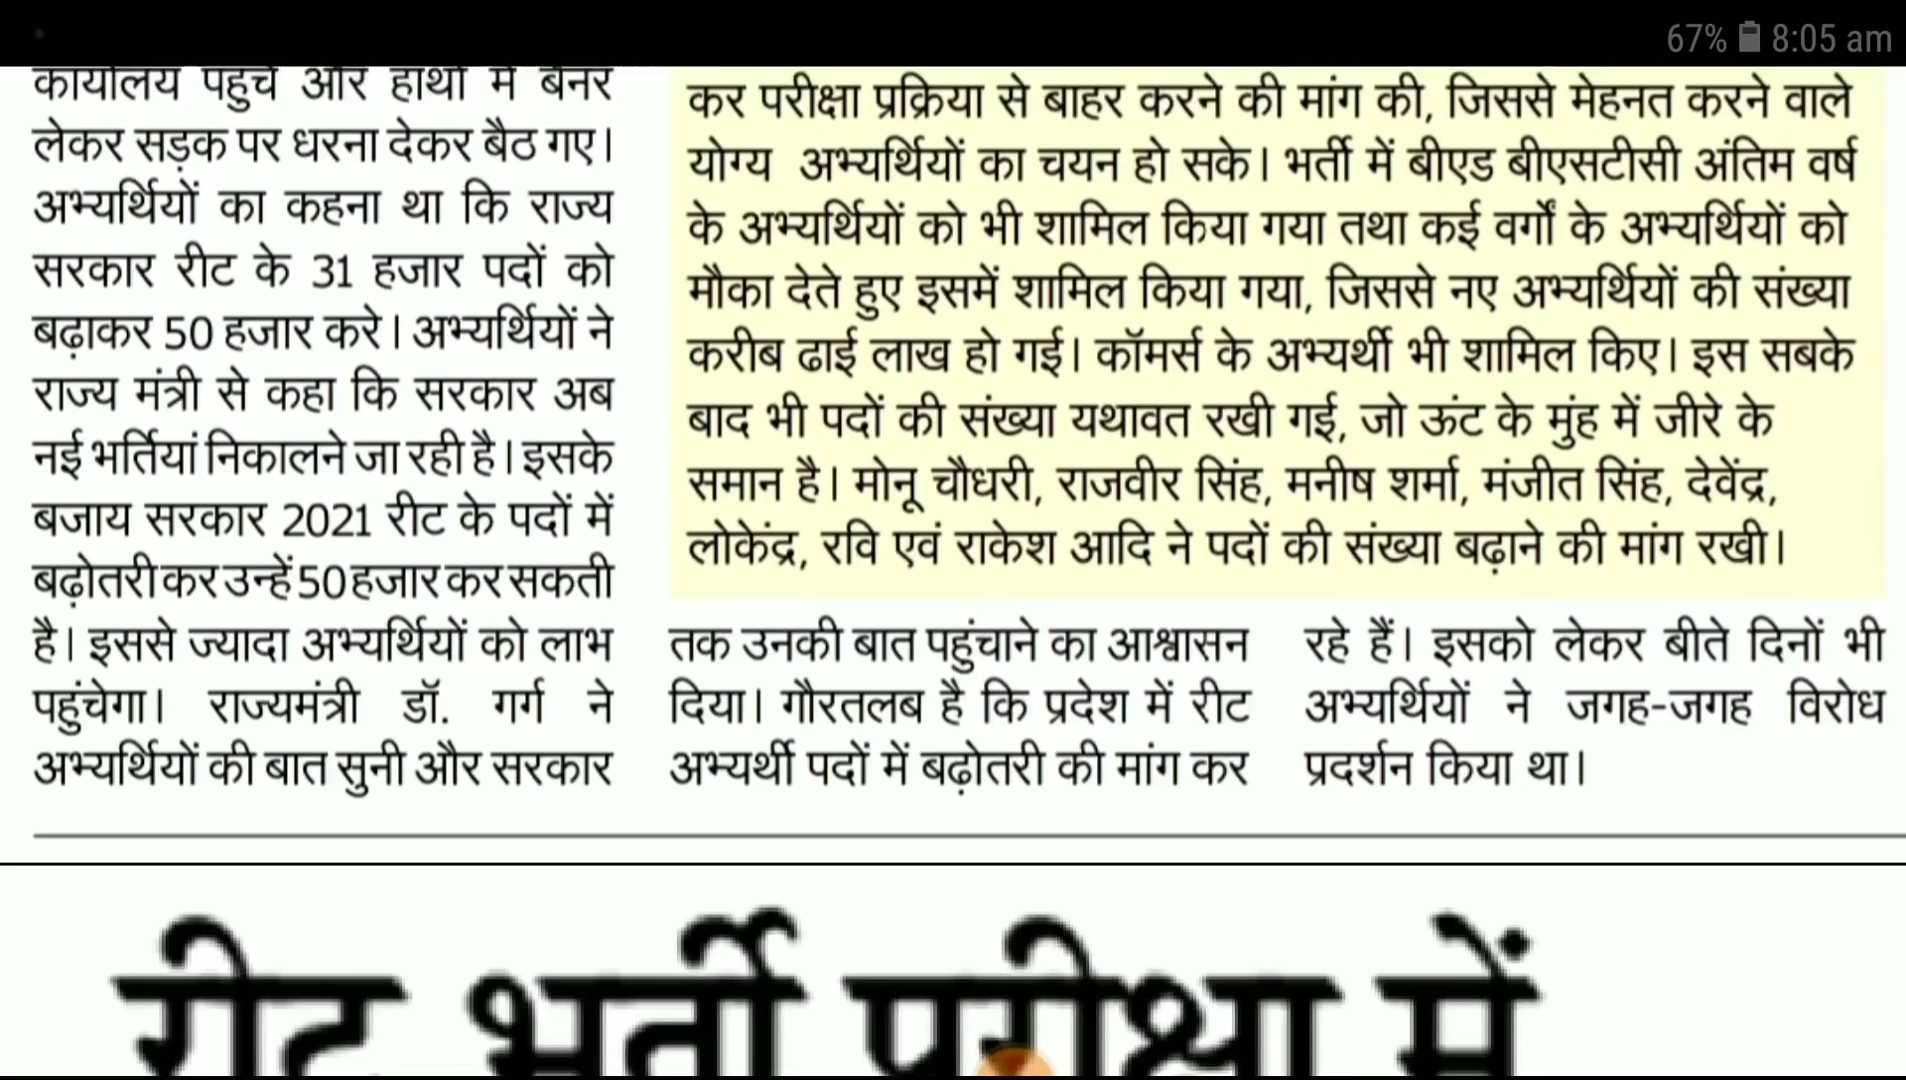 67% 8:05 am
कार्यालय पहुंचे और हाथों में बैनर
लेकर सड़क पर धरना देकर बैठ गए।
अभ्यर्थियों का कहना था कि राज्य
सरकार रीट के 31 हजार पदों को
बढ़ाकर 50 हजार करे। अभ्यर्थियों ने
राज्य मंत्री से कहा कि सरकार अब
नई भर्तियां निकालने जा रही है। इसके
बजाय सरकार 2021 रीट के पदों में
बढ़ोतरी कर उन्हें 50 हजार कर सकती
है। इससे ज्यादा अभ्यर्थियों को लाभ
पहुंचेगा। राज्यमंत्री डॉ. गर्ग ने
अभ्यर्थियों की बात सुनी और सरकार
कर परीक्षा प्रक्रिया से बाहर करने की मांग की, जिससे मेहनत करने वाले
योग्य अभ्यर्थियों का चयन हो सके। भर्ती में बीएड बीएसटीसी अंतिम वर्ष
के अभ्यर्थियों को भी शामिल किया गया तथा कई वर्गों के अभ्यर्थियों को
मौका देते हुए इसमें शामिल किया गया, जिससे नए अभ्यर्थियों की संख्या
करीब ढाई लाख हो गई। कॉमर्स के अभ्यर्थी भी शामिल किए। इस सबके
बाद भी पदों की संख्या यथावत रखी गई, जो ऊंट के मुंह में जीरे के
समान है। मोनू चौधरी, राजवीर सिंह, मनीष शर्मा, मंजीत सिंह, देवेंद्र,
लोकेंद्र, रवि एवं राकेश आदि ने पदों की संख्या बढ़ाने की मांग रखी।
तक उनकी बात पहुंचाने का आश्वासन
दिया। गौरतलब है कि प्रदेश में रीट
अभ्यर्थी पदों में बढ़ोतरी की मांग कर
रहे हैं। इसको लेकर बीते दिनों भी
अभ्यर्थियों ने जगह-जगह विरोध
प्रदर्शन किया था।
रीट भर्ती परीक्षा में